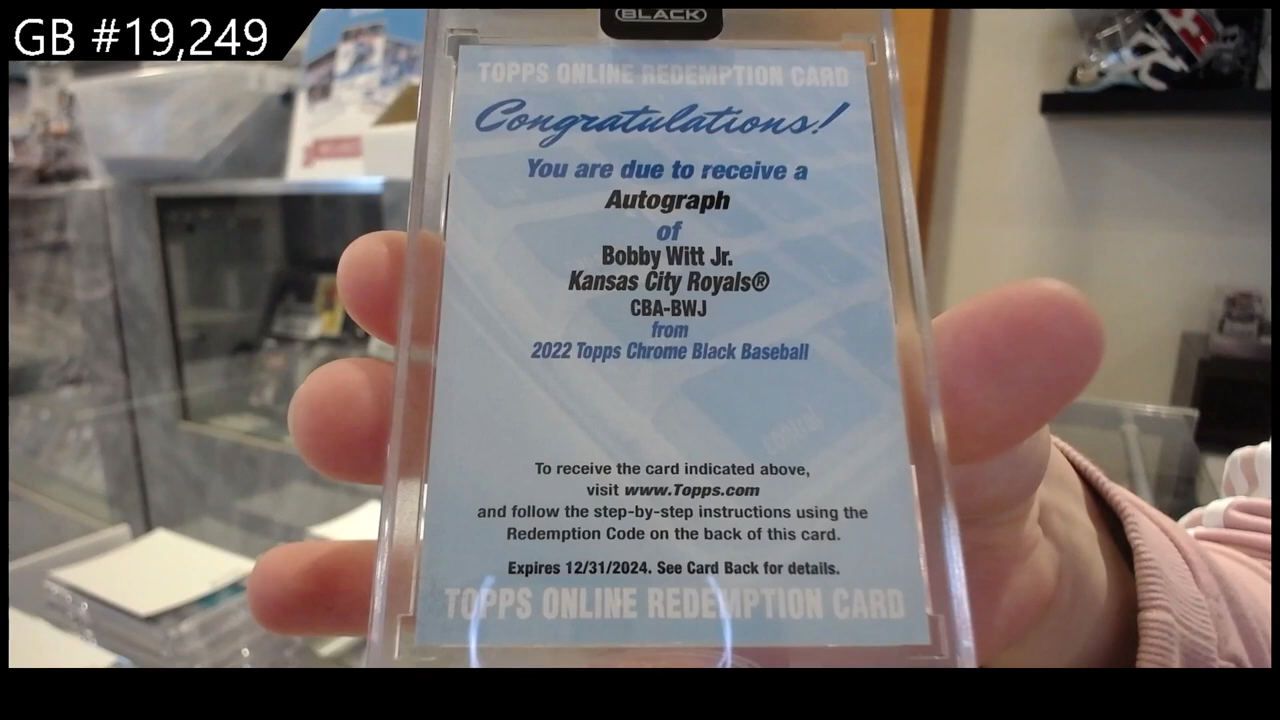 GB #19,249
BLACK
TOPPS ONLINE REDEMPTION CARD
Congratulations!
You are due to receive a
Autograph
of
Bobby Witt Jr.
Kansas City Royals®
CBA-BWJ
from
2022 Topps Chrome Black Baseball
control
To receive the card indicated above,
visit www.Topps.com
and follow the step-by-step instructions using the
Redemption Code on the back of this card.
Expires 12/31/2024. See Card Back for details.
TOPPS ONLINE REDEMPTION CARD